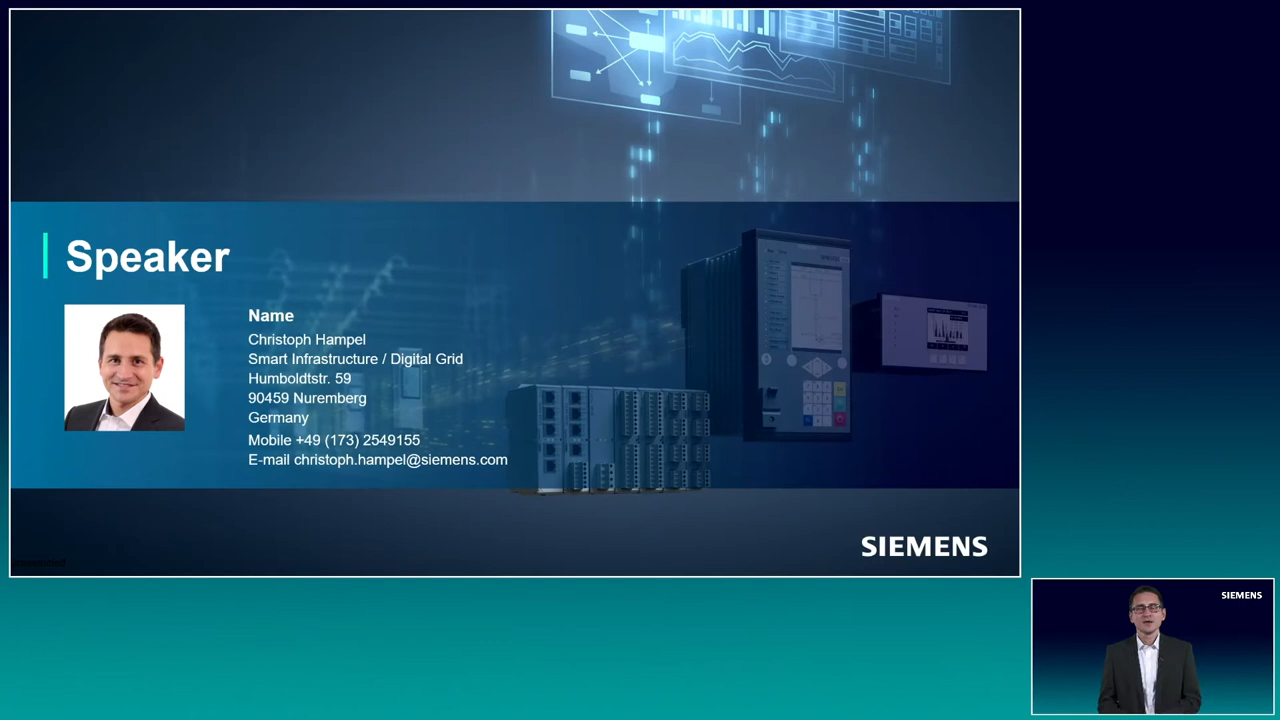 Speaker
Name
Christoph Hampel
Smart Infrastructure / Digital Grid
Humboldtstr. 59
90459 Nuremberg
Germany
Mobile +49 (173) 2549155
E-mail christoph.hampel@siemens.com
SIEMENS
SIEMENS